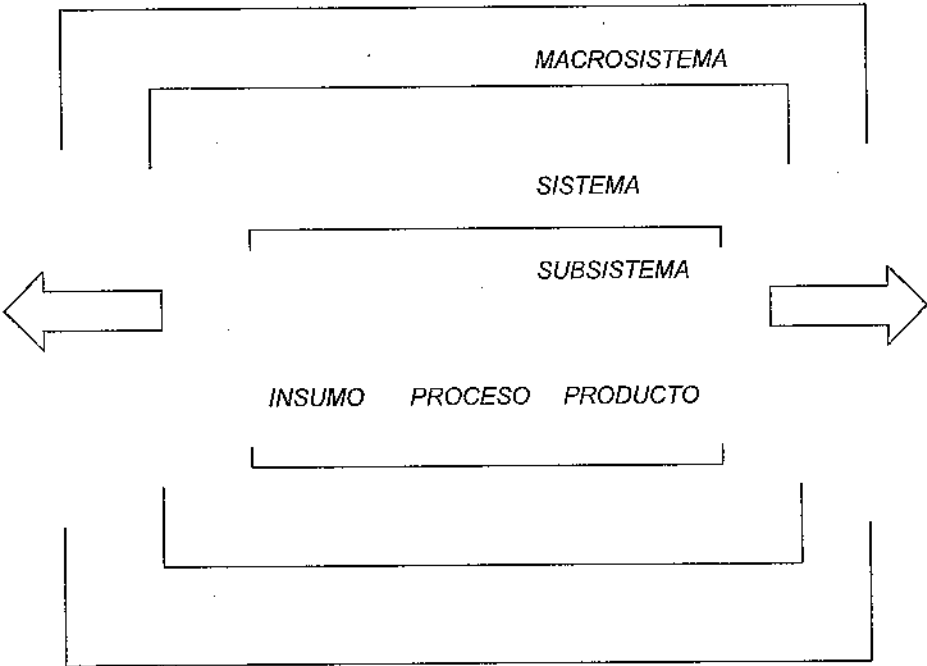 MACROSISTEMA
SISTEMA
SUBSISTEMA
INSUMO PROCESO PRODUCTO